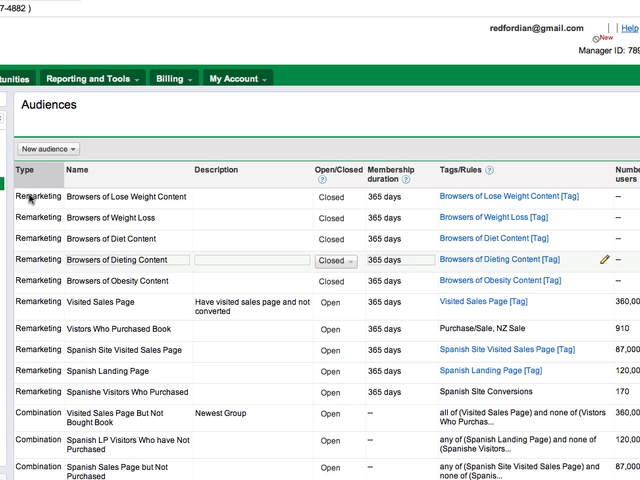 7-4882 )
redfordian@gmail.com | | Help
New
Manager ID: 789
tunities Reporting and Tools Billing My Account
Audiences
New audience
Type Name Description Open/Closed ? Membership duration ? Tags/Rules ? Numbe users
Remarketing Browsers of Lose Weight Content Closed 365 days Browsers of Lose Weight Content [Tag] --
Remarketing Browsers of Weight Loss Closed 365 days Browsers of Weight Loss [Tag] --
Remarketing Browsers of Diet Content Closed 365 days Browsers of Diet Content [Tag] --
Remarketing Browsers of Dieting Content Closed 365 days Browsers of Dieting Content [Tag] --
Remarketing Browsers of Obesity Content Closed 365 days Browsers of Obesity Content [Tag] --
Remarketing Visited Sales Page Have visited sales page and not converted Open 365 days Visited Sales Page [Tag] 360,00
Remarketing Vistors Who Purchased Book Open 365 days Purchase/Sale, NZ Sale 910
Remarketing Spanish Site Visited Sales Page Open 365 days Spanish Site Visited Sales Page [Tag] 87,000
Remarketing Spanish Landing Page Open 365 days Spanish Landing Page [Tag] 120,00
Remarketing Spanishe Visitors Who Purchased Open 365 days Spanish SIte Conversions 170
Combination Visited Sales Page But Not Bought Book Newest Group Open -- all of (Visited Sales Page) and none of (Vistors Who Purchas... 360,00
Combination Spanish LP Visitors Who have Not Purchased Open -- any of (Spanish Landing Page) and none of (Spanishe Visitors... 120,00
Combination Spanish Sales Page but Not Purchased Open -- any of (Spanish Site Visited Sales Page) and none of (redfordis... 87,000